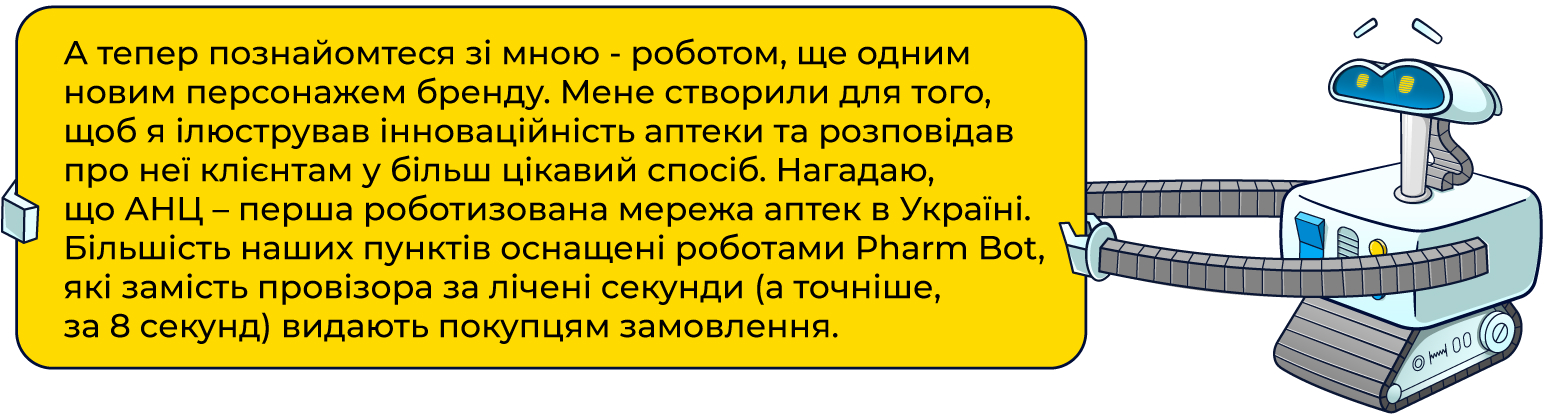 А тепер познайомтеся зі мною - роботом, ще одним
новим персонажем бренду. Мене створили для того,
щоб я ілюстрував інноваційність аптеки та розповідав
про неї клієнтам у більш цікавий спосіб. Нагадаю,
що АНЦ – перша роботизована мережа аптек в Україні.
Більшість наших пунктів оснащені роботами Pharm Bot,
які замість провізора за лічені секунди (а точніше,
за 8 секунд) видають покупцям замовлення.